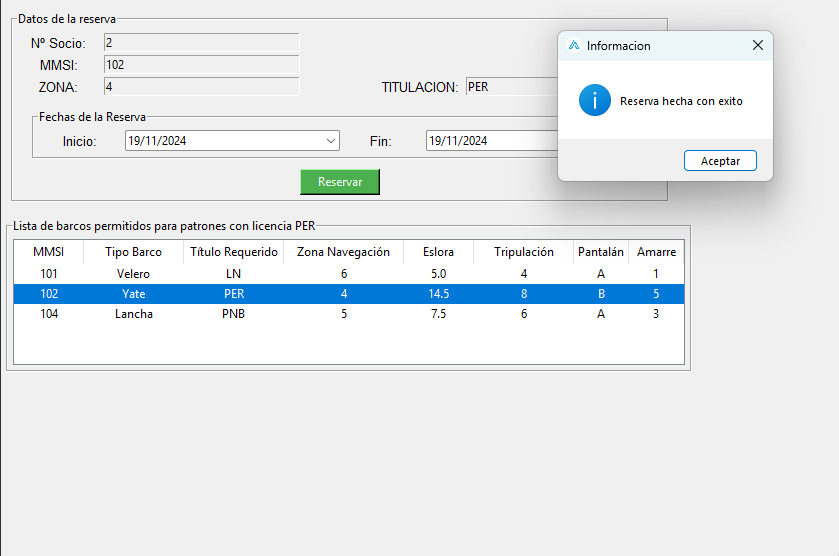 Datos de la reserva
Nº Socio: 2
MMSI: 102
ZONA: 4 TITULACION: PER
Fechas de la Reserva
Inicio: 19/11/2024 Fin: 19/11/2024
Reservar
Informacion
Reserva hecha con exito
Aceptar
Lista de barcos permitidos para patrones con licencia PER
MMSI Tipo Barco Título Requerido Zona Navegación Eslora Tripulación Pantalán Amarre
101 Velero LN 6 5.0 4 A 1
102 Yate PER 4 14.5 8 B 5
104 Lancha PNB 5 7.5 6 A 3